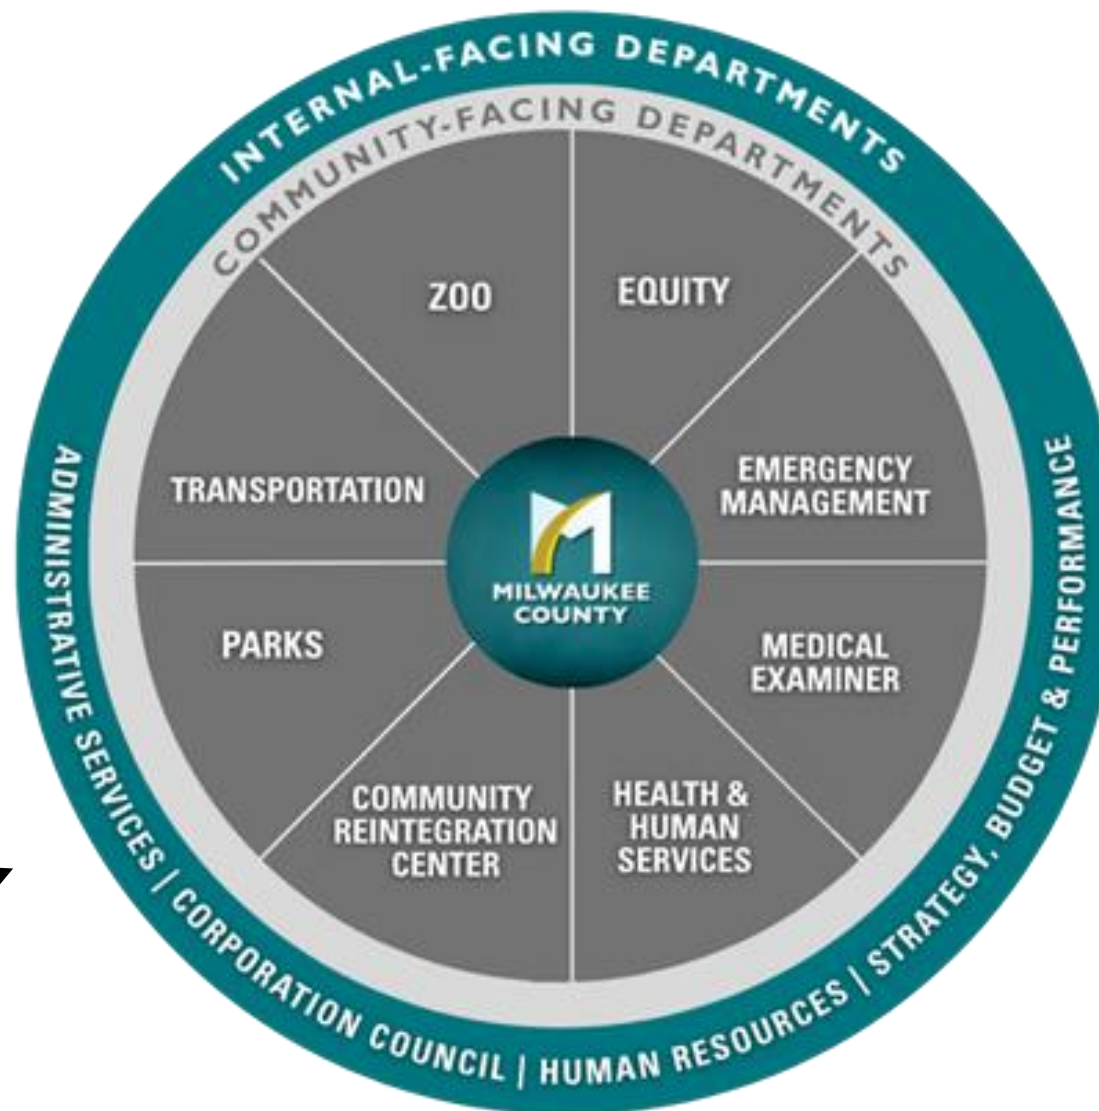 INTERNAL-FACING DEPARTMENTS
COMMUNITY-FACING DEPARTMENTS
ZOO
EQUITY
TRANSPORTATION
EMERGENCY
MANAGEMENT
MILWAUKEE
COUNTY
PARKS
MEDICAL
EXAMINER
COMMUNITY
REINTEGRATION
CENTER
HEALTH &
HUMAN
SERVICES
ADMINISTRATIVE SERVICES | CORPORATION COUNCIL | HUMAN RESOURCES | STRATEGY, BUDGET & PERFORMANCE